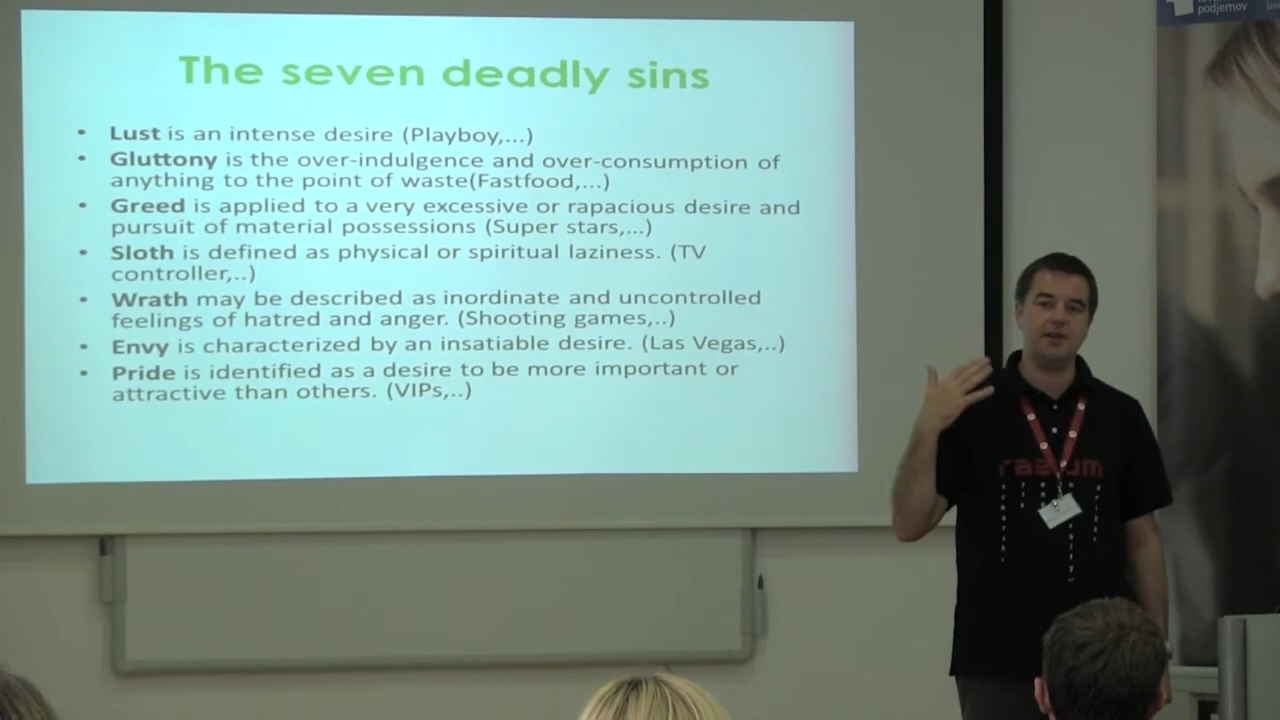 The seven deadly sins
• Lust is an intense desire (Playboy,...)
• Gluttony is the over-indulgence and over-consumption of
anything to the point of waste(Fastfood,...)
• Greed is applied to a very excessive or rapacious desire and
pursuit of material possessions (Super stars,...)
• Sloth is defined as physical or spiritual laziness. (TV
controller,..)
• Wrath may be described as inordinate and uncontrolled
feelings of hatred and anger. (Shooting games,..)
• Envy is characterized by an insatiable desire. (Las Vegas,..)
• Pride is identified as a desire to be more important or
attractive than others. (VIPs,..)
podjemov